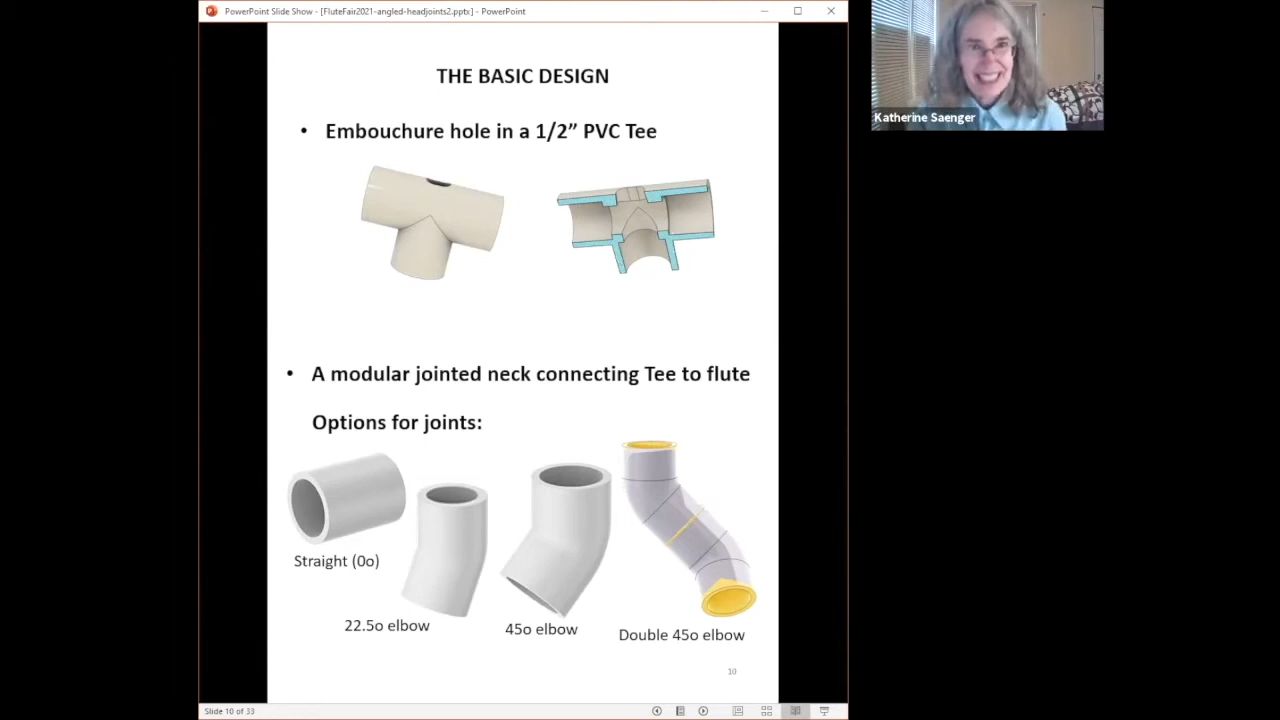 PowerPoint Slide Show - [FluteFair2021-angled-headjoints2.pptx] - PowerPoint
THE BASIC DESIGN
• Embouchure hole in a 1/2” PVC Tee
• A modular jointed neck connecting Tee to flute
Options for joints:
Straight (0o)
22.5o elbow
45o elbow
Double 45o elbow
10
Slide 10 of 33
Katherine Saenger